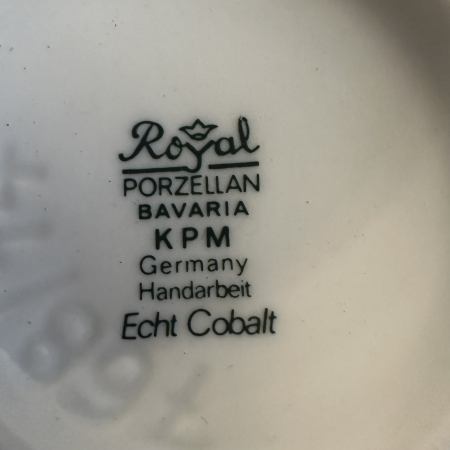 Royal
PORZELLAN
BAVARIA
KPM
Germany
Handarbeit
Echt Cobalt